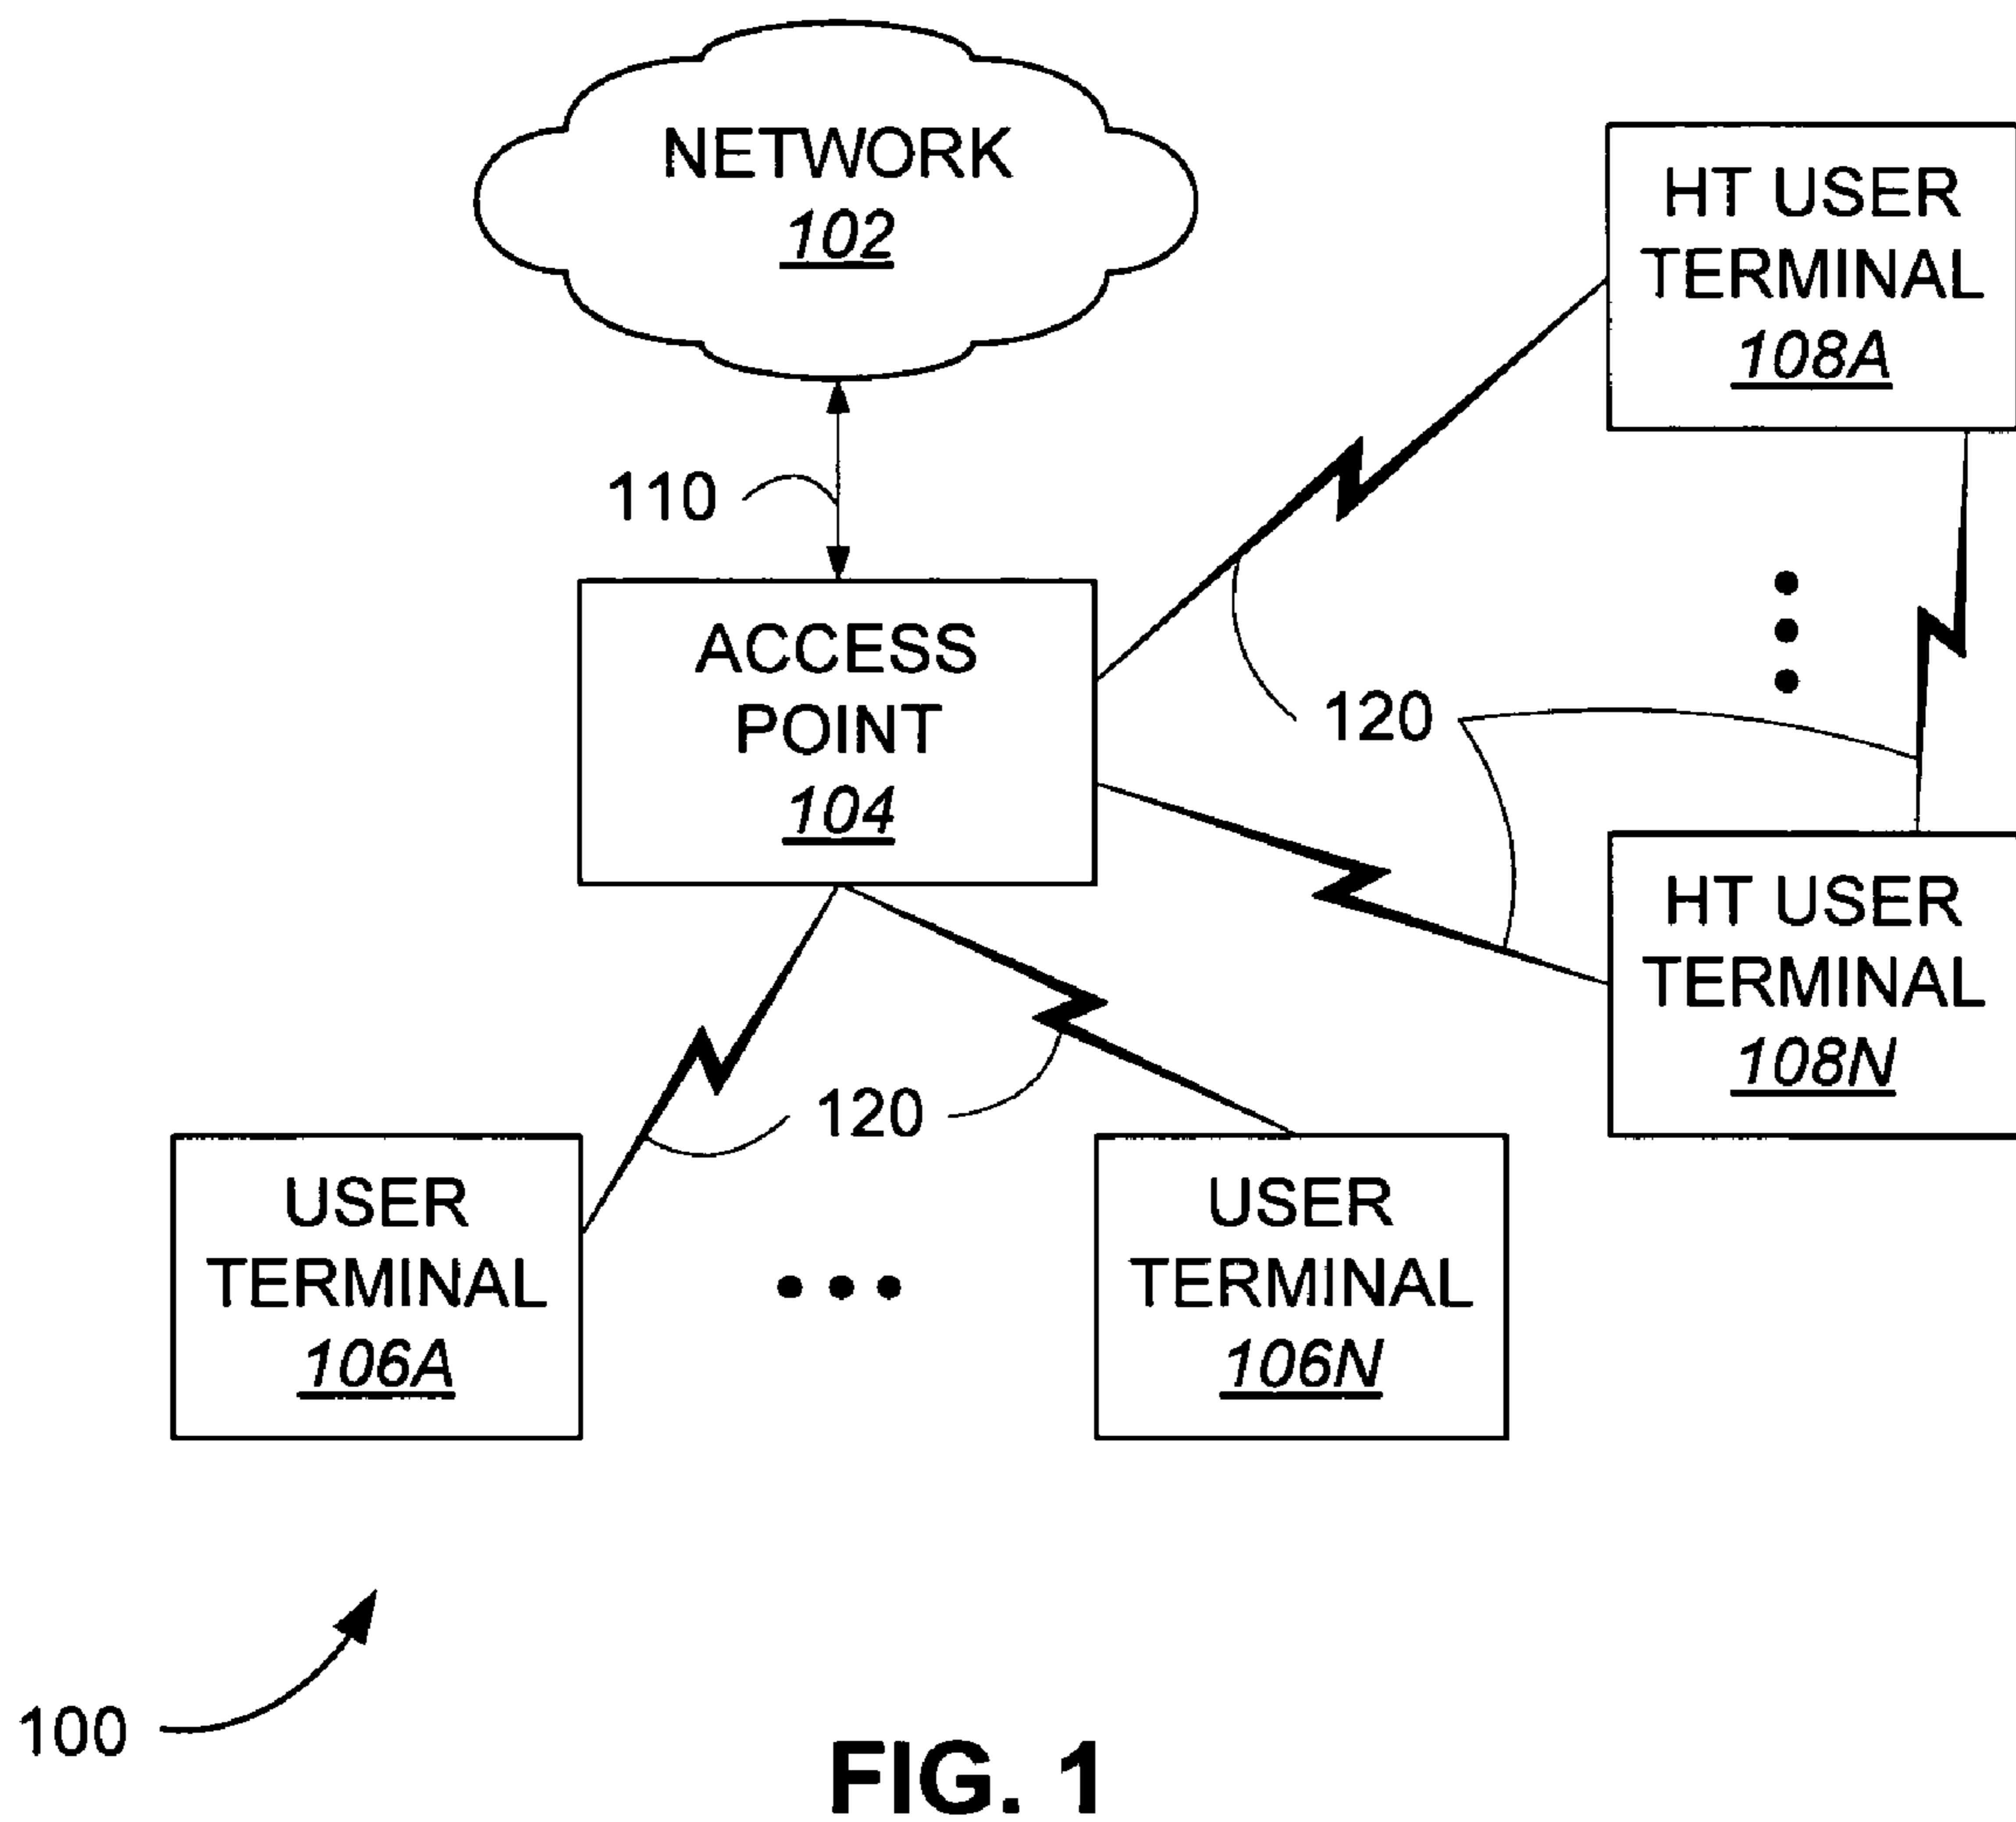 NETWORK
102
HT USER
TERMINAL
108A
110
ACCESS
POINT
104
120
HT USER
TERMINAL
108N
120
USER
TERMINAL
106A
USER
TERMINAL
106N
100
FIG. 1